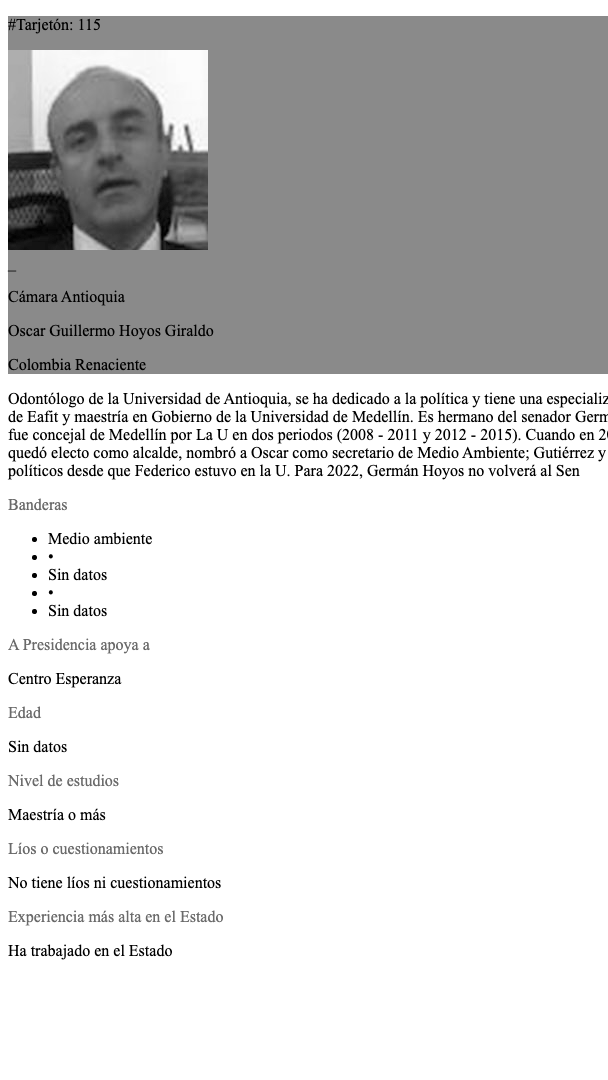 #Tarjetón: 115
_
Cámara Antioquia
Oscar Guillermo Hoyos Giraldo
Colombia Renaciente
Odontólogo de la Universidad de Antioquia, se ha dedicado a la política y tiene una
de Eafit y maestría en Gobierno de la Universidad de Medellín. Es hermano del senador
fue concejal de Medellín por La U en dos periodos (2008 - 2011 y 2012 - 2015). Cuando en
quedó electo como alcalde, nombró a Oscar como secretario de Medio Ambiente; Gutiérrez y
políticos desde que Federico estuvo en la U. Para 2022, Germán Hoyos no volverá al Sen
Banderas
• Medio ambiente
• •
• Sin datos
• •
• Sin datos
A Presidencia apoya a
Centro Esperanza
Edad
Sin datos
Nivel de estudios
Maestría o más
Líos o cuestionamientos
No tiene líos ni cuestionamientos
Experiencia más alta en el Estado
Ha trabajado en el Estado